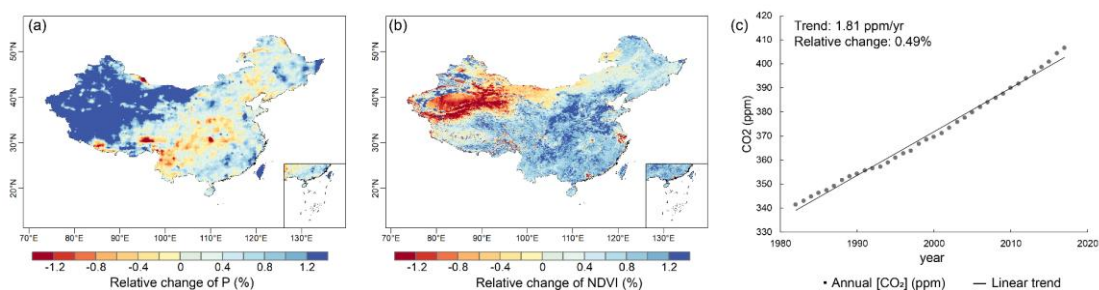 (a)
50°N
40°N
30°N
20°N
70°E 80°E 90°E 100°E 110°E 120°E 130°E
-1.2 -0.8 -0.4 0 0.4 0.8 1.2
Relative change of P (%)
(b)
50°N
40°N
30°N
20°N
70°E 80°E 90°E 100°E 110°E 120°E 130°E
-1.2 -0.8 -0.4 0 0.4 0.8 1.2
Relative change of NDVI (%)
(c)
Trend: 1.81 ppm/yr
Relative change: 0.49%
CO2 (ppm)
420
410
400
390
380
370
360
350
340
330
1980 1990 2000 2010 2020
year
Annual [CO₂] (ppm) Linear trend